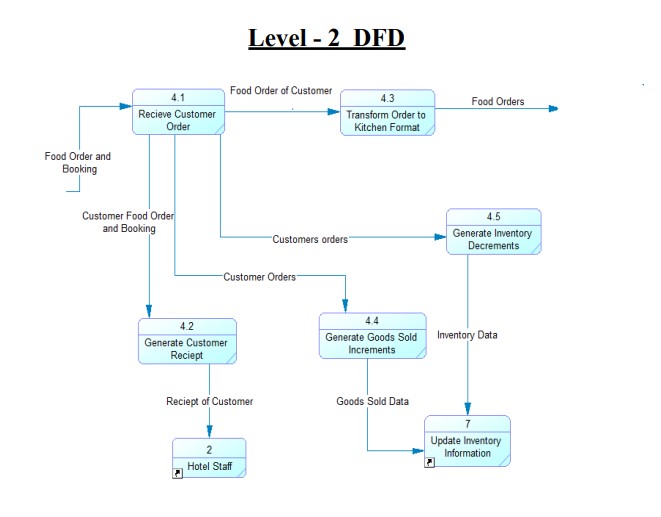 Level - 2 DFD
4.1
Recieve Customer
Order
Food Order of Customer
4.3
Transform Order to
Kitchen Format
Food Orders
Food Order and
Booking
Customer Food Order
and Booking
Customers orders
4.5
Generate Inventory
Decrements
Customer Orders
4.2
Generate Customer
Reciept
4.4
Generate Goods Sold
Increments
Inventory Data
Reciept of Customer
Goods Sold Data
2
Hotel Staff
7
Update Inventory
Information